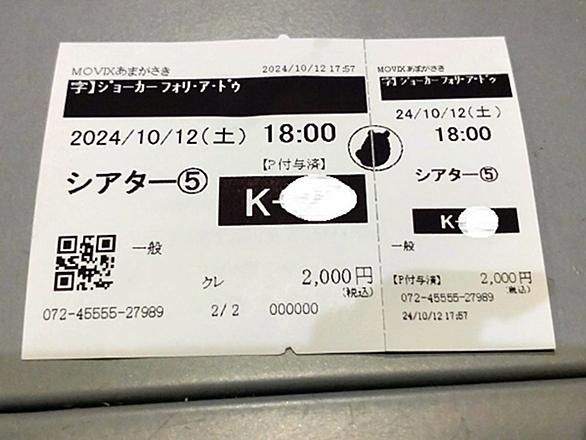 MOVIXあまがさき 2024/10/12 17:57
字】ジョーカー フォリ・ア・ドゥ
2024/10/12(土) 18:00
【P付与済】
シアター⑤
K-
一般
クレ 2,000円
(税込)
072-45555-27989 2/2 000000
MOVIXあまがさき
字】ジョーカー フォリ・ア・ドゥ
24/10/12(土)
18:00
シアター⑤
K-
一般
【P付与済】 2,000円
(税込)
072-45555-27989
24/10/12 17:57